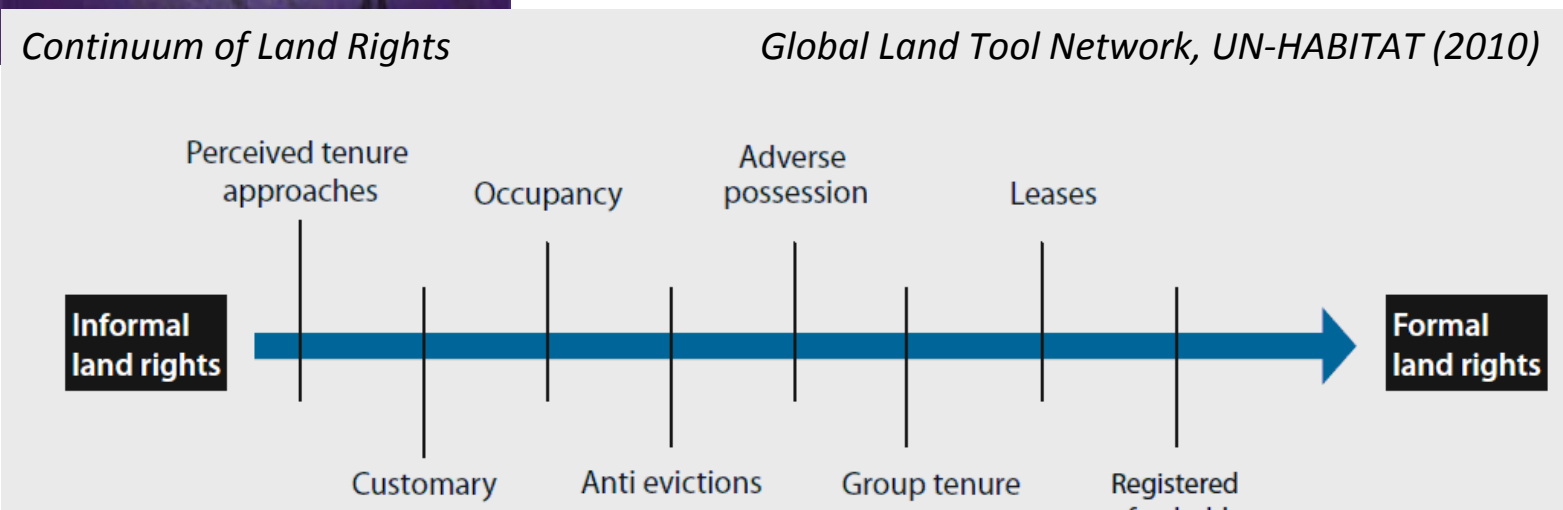 Continuum of Land Rights
Global Land Tool Network, UN-HABITAT (2010)
Perceived tenure
approaches
Occupancy
Adverse
possession
Leases
Informal
land rights
Formal
land rights
Customary
Anti evictions
Group tenure
Registered